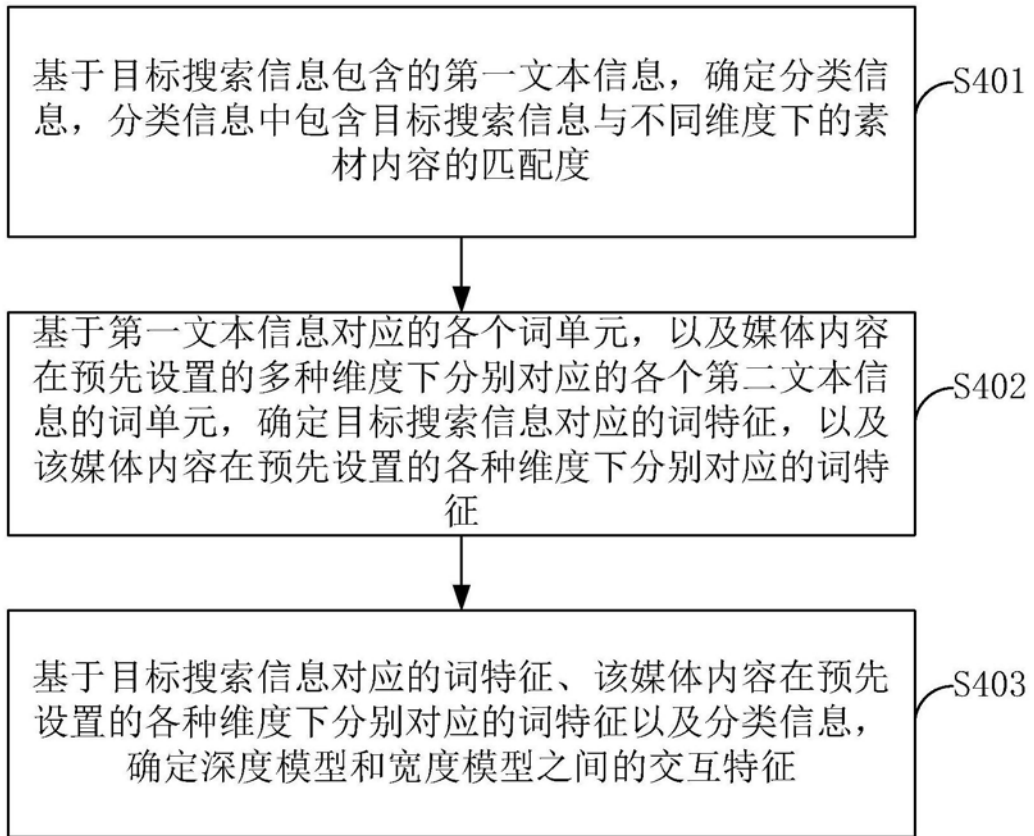 基于目标搜索信息包含的第一文本信息，确定分类信
息，分类信息中包含目标搜索信息与不同维度下的素
材内容的匹配度
S401
基于第一文本信息对应的各个词单元，以及媒体内容
在预先设置的多种维度下分别对应的各个第二文本信
息的词单元，确定目标搜索信息对应的词特征，以及
该媒体内容在预先设置的各种维度下分别对应的词特
征
S402
基于目标搜索信息对应的词特征、该媒体内容在预先
设置的各种维度下分别对应的词特征以及分类信息，
确定深度模型和宽度模型之间的交互特征
S403